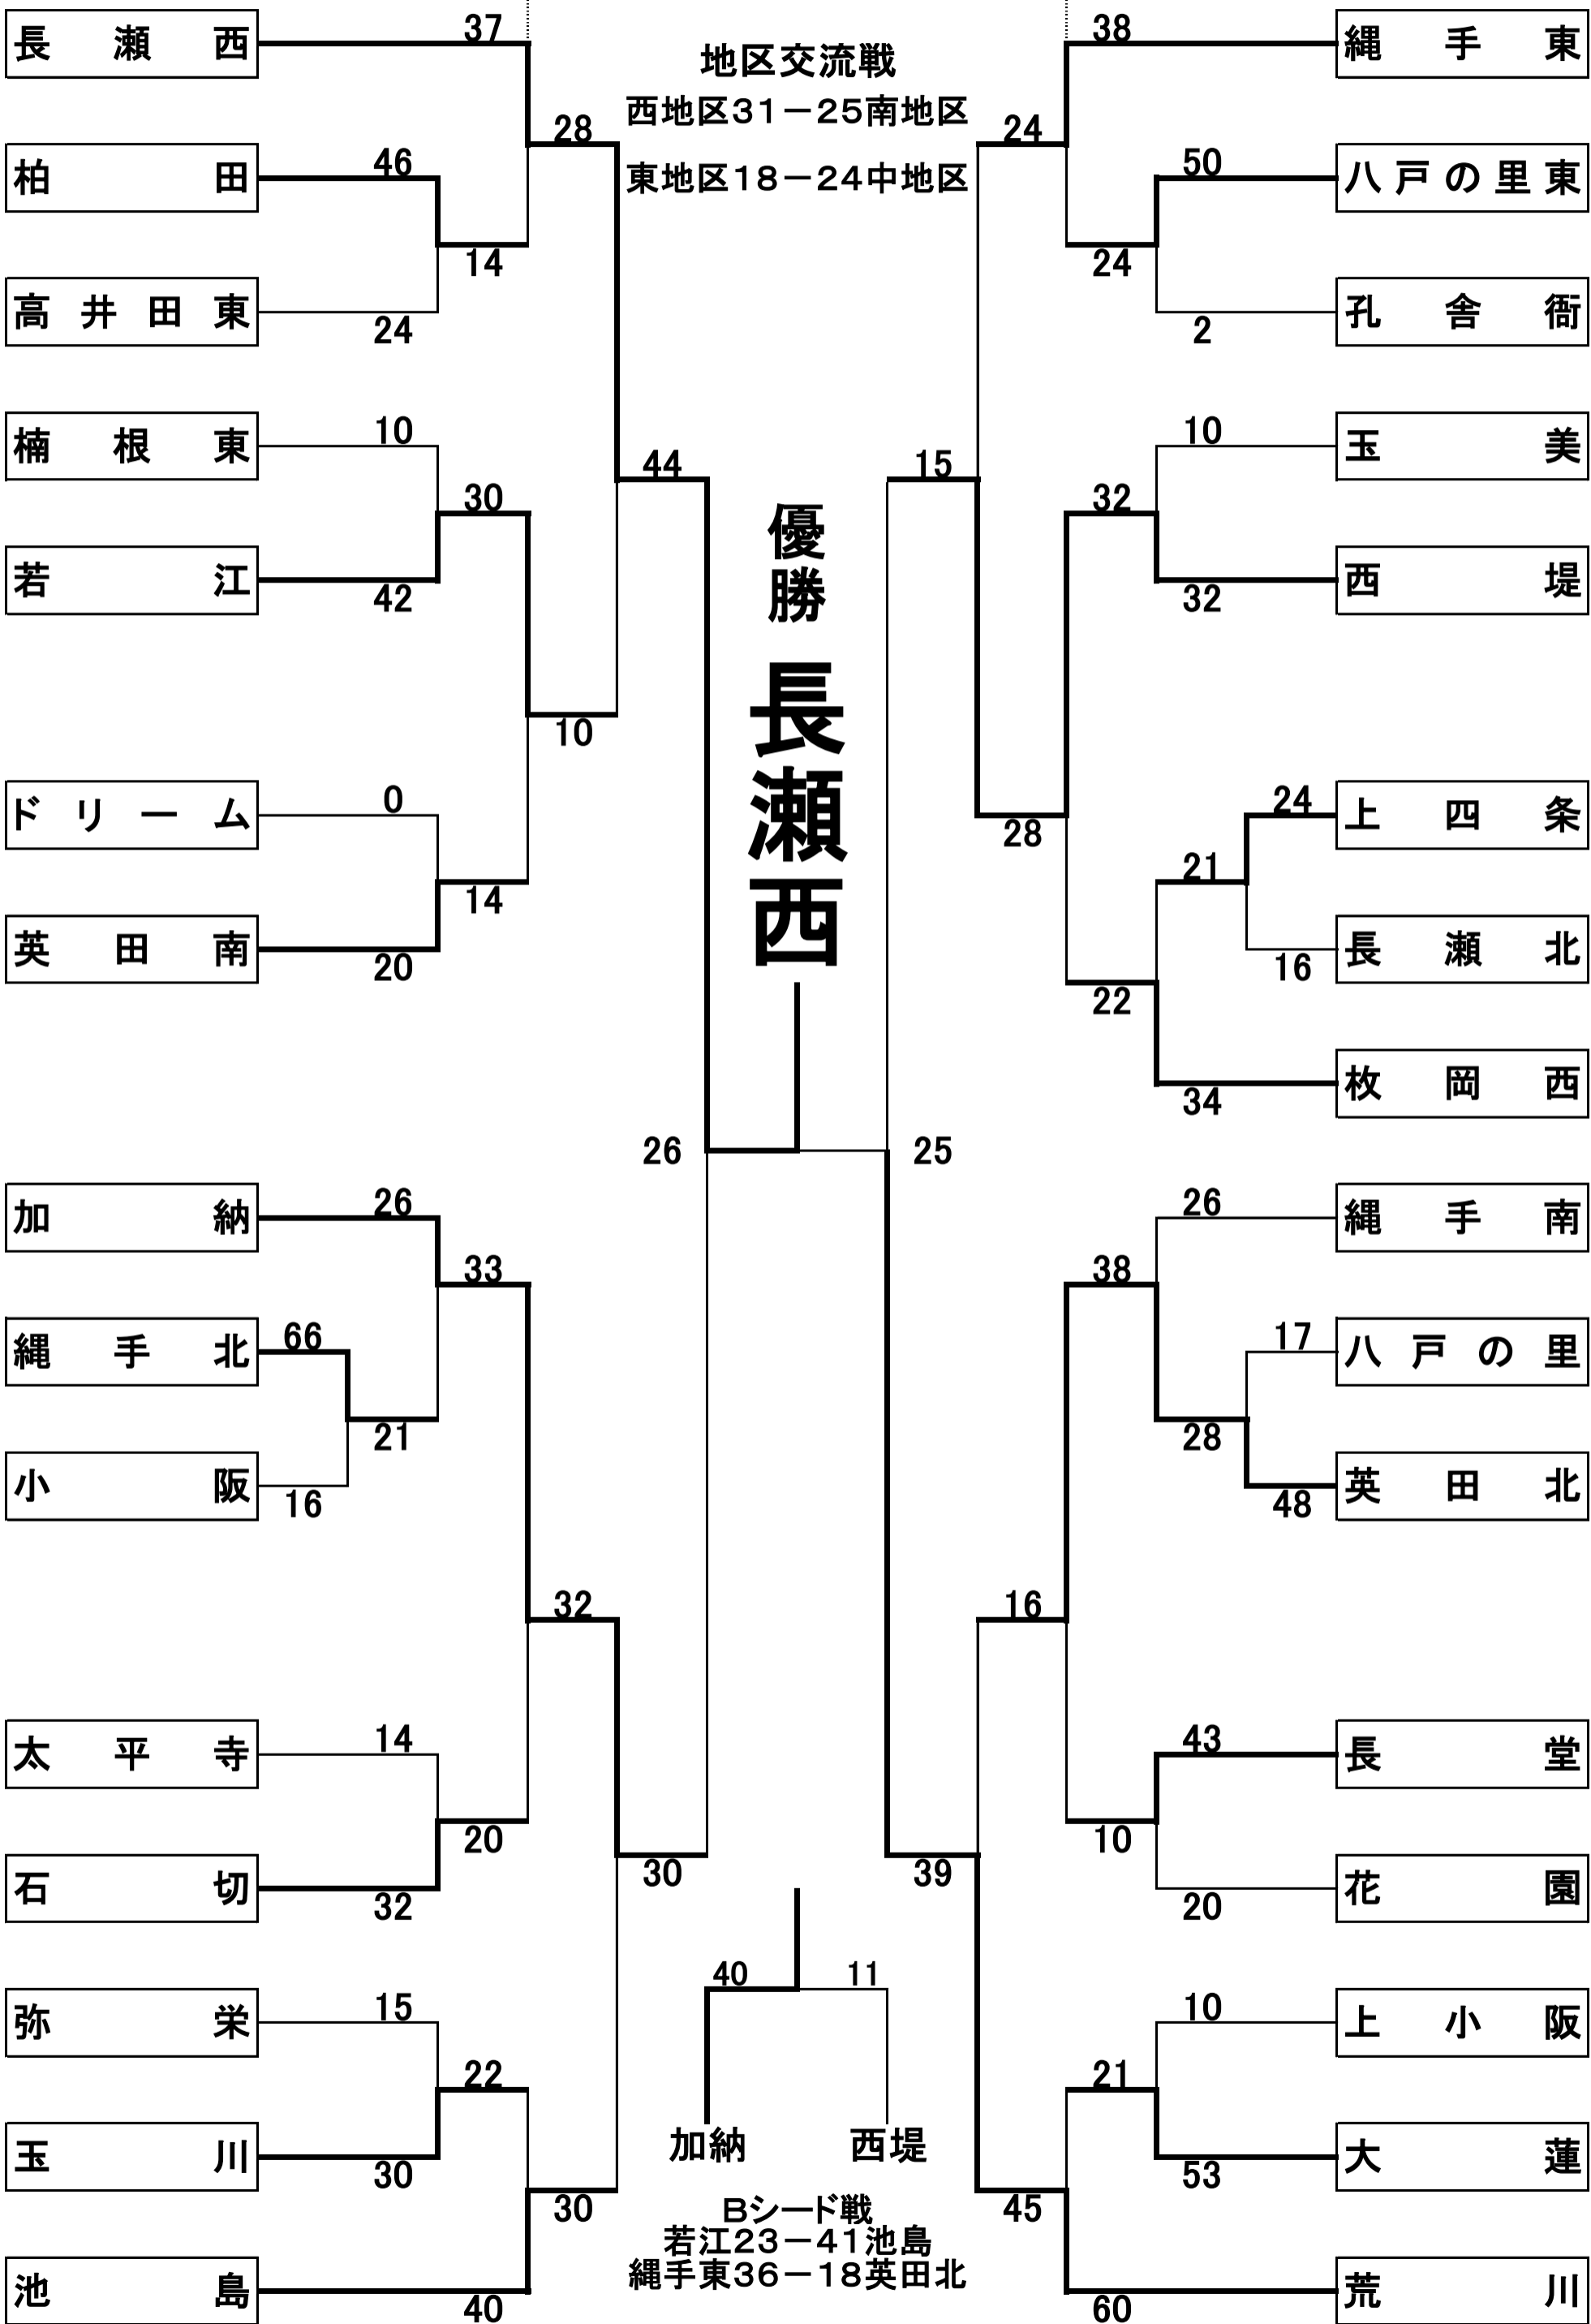 長瀬西 37
柏田 46
14
高井田東 24
28
楠根東 10
30
若江 42
10
ドリーム 0
14
英田南 20
44
加納 26
33
縄手北 66
21
小阪 16
32
太平寺 14
20
石切 32
30
弥栄 15
22
玉川 30
30
池島 40
地区交流戦
西地区31－25南地区
東地区18－24中地区
優勝
長瀬西
26 25
40 11
加納 西堤
Bシード戦
若江23－41池島
縄手東36－18英田北
38 縄手東
24
50 八戸の里東
24
2 孔舎衙
15
10 玉美
32
32 西堤
28
24 上四条
21
16 長瀬北
22
34 枚岡西
26 縄手南
38
17 八戸の里
28
48 英田北
16
43 長堂
10
20 花園
39
10 上小阪
21
53 大蓮
45
60 荒川